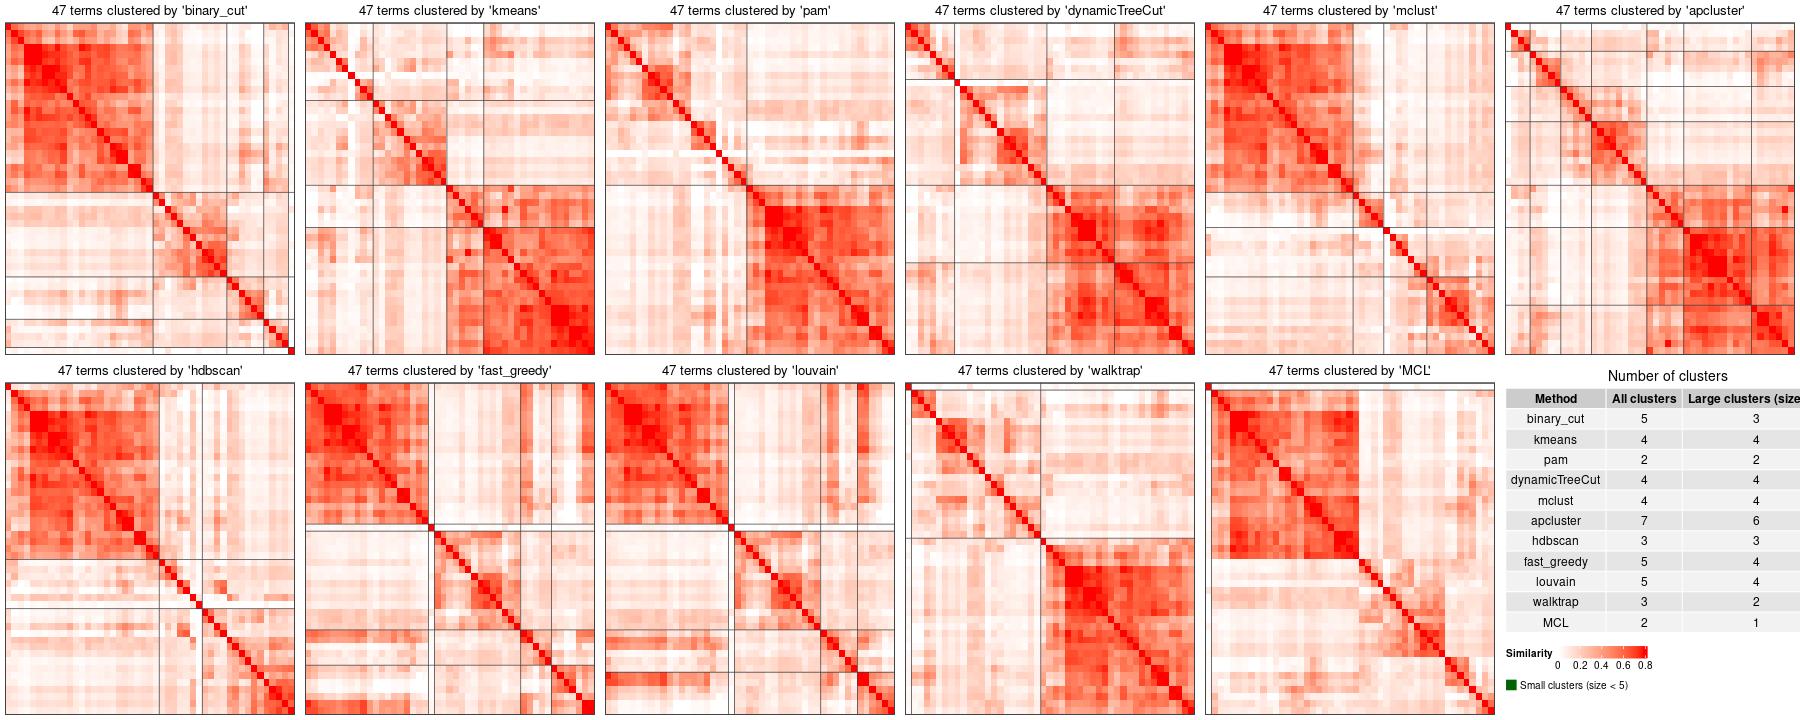 47 terms clustered by 'binary_cut'
47 terms clustered by 'kmeans'
47 terms clustered by 'pam'
47 terms clustered by 'dynamicTreeCut'
47 terms clustered by 'mclust'
47 terms clustered by 'apcluster'
47 terms clustered by 'hdbscan'
47 terms clustered by 'fast_greedy'
47 terms clustered by 'louvain'
47 terms clustered by 'walktrap'
47 terms clustered by 'MCL'
Number of clusters
Method All clusters Large clusters (size
binary_cut 5 3
kmeans 4 4
pam 2 2
dynamicTreeCut 4 4
mclust 4 4
apcluster 7 6
hdbscan 3 3
fast_greedy 5 4
louvain 5 4
walktrap 3 2
MCL 2 1
Similarity
0 0.2 0.4 0.6 0.8
Small clusters (size < 5)